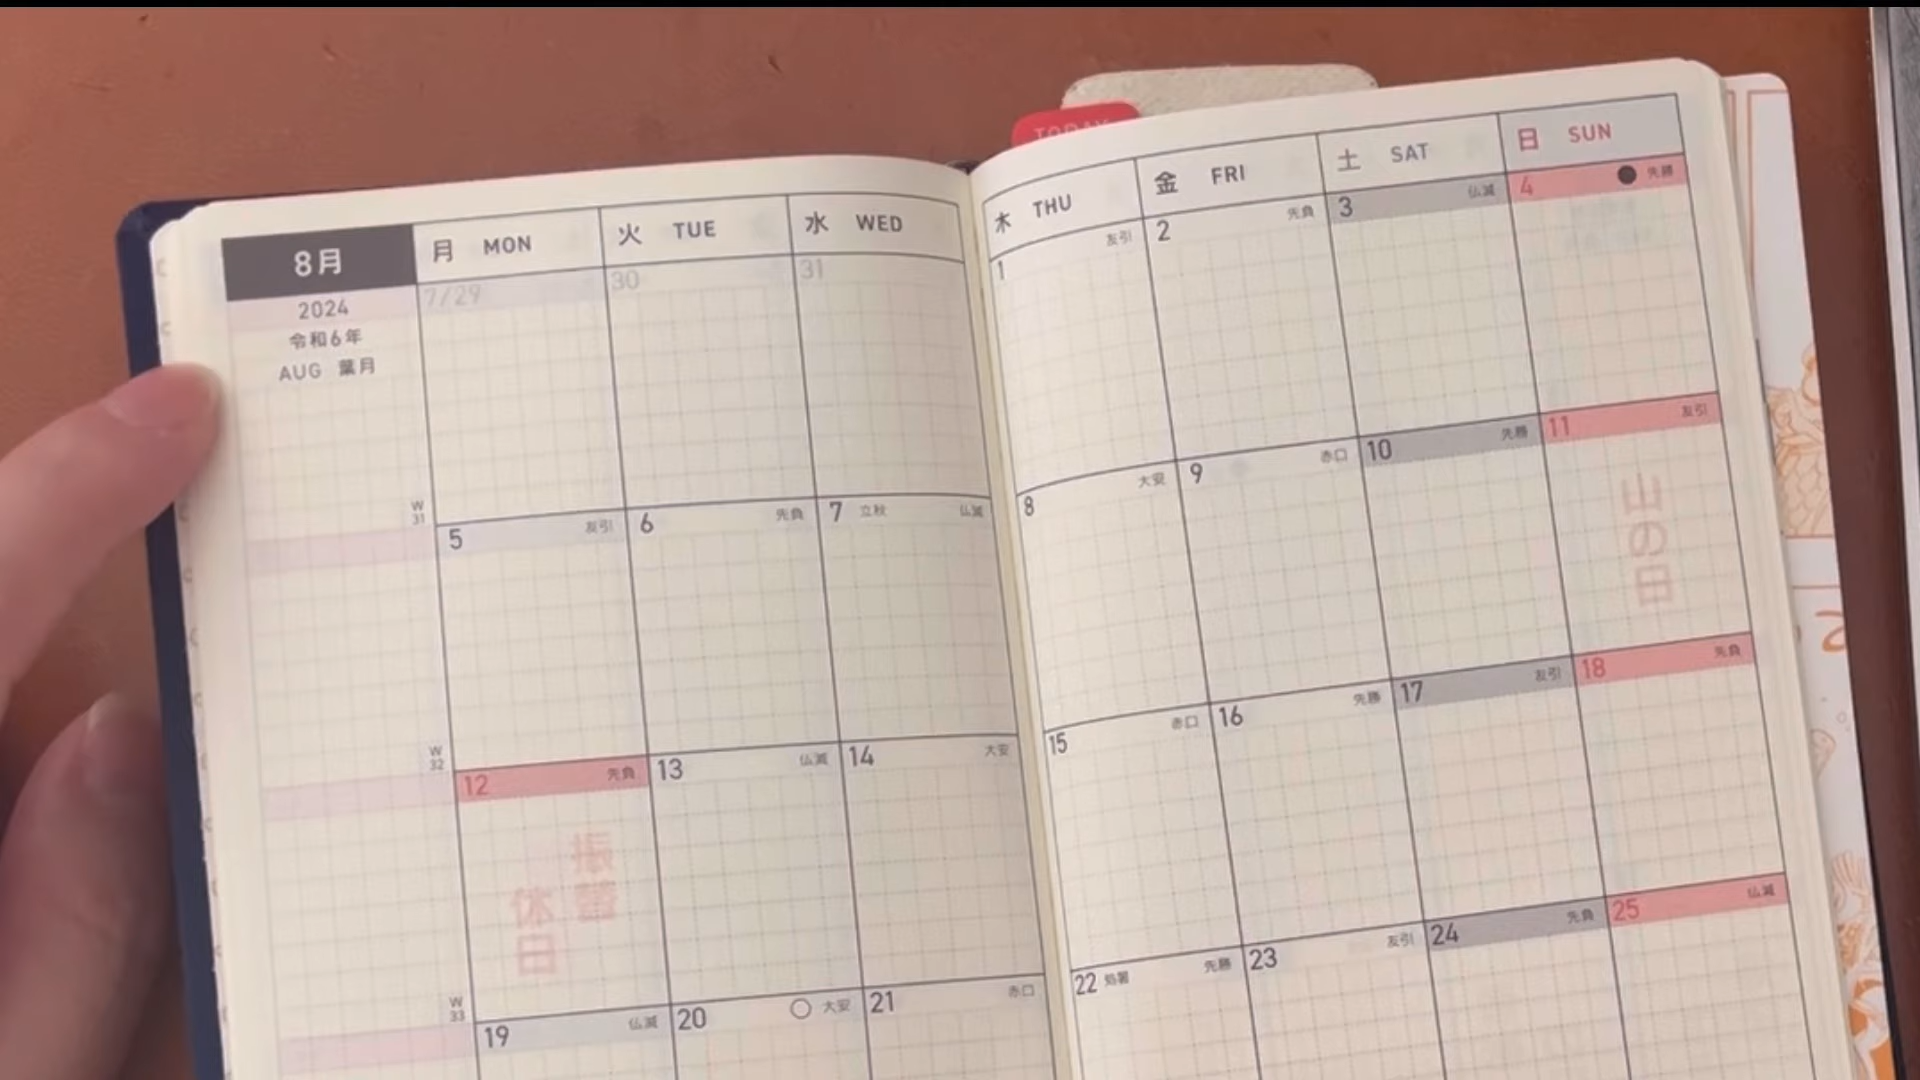 TODAY
8月
月 MON
火 TUE
水 WED
木 THU
金 FRI
土 SAT
日 SUN
2024
令和6年
AUG 葉月
7/29
30
31
1 友引
2 先負
3 仏滅
4 ● 先勝
W
31
5 友引
6 先負
7 立秋 仏滅
8 大安
9 赤口
10 先勝
11 友引
山の日
W
32
12 先負
振替
休日
13 仏滅
14 大安
15 赤口
16 先勝
17 友引
18 先負
W
33
19 仏滅
20 ○ 大安
21 赤口
22 処暑 先勝
23 友引
24 先負
25 仏滅